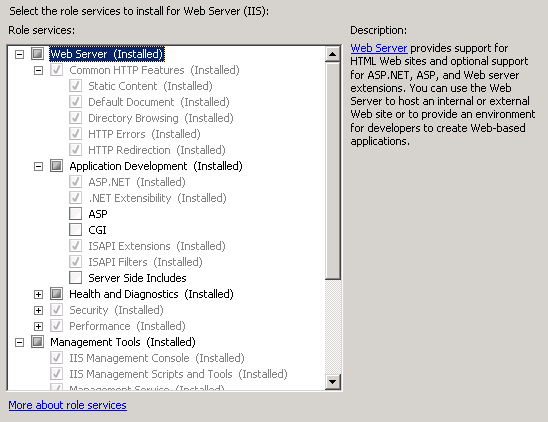 Select the role services to install for Web Server (IIS):
Role services:
Web Server (Installed)
Common HTTP Features (Installed)
Static Content (Installed)
Default Document (Installed)
Directory Browsing (Installed)
HTTP Errors (Installed)
HTTP Redirection (Installed)
Application Development (Installed)
ASP.NET (Installed)
.NET Extensibility (Installed)
ASP
CGI
ISAPI Extensions (Installed)
ISAPI Filters (Installed)
Server Side Includes
Health and Diagnostics (Installed)
Security (Installed)
Performance (Installed)
Management Tools (Installed)
IIS Management Console (Installed)
IIS Management Scripts and Tools (Installed)
Management Service (Installed)
More about role services
Description:
Web Server provides support for
HTML Web sites and optional support
for ASP.NET, ASP, and Web server
extensions. You can use the Web
Server to host an internal or external
Web site or to provide an environment
for developers to create Web-based
applications.